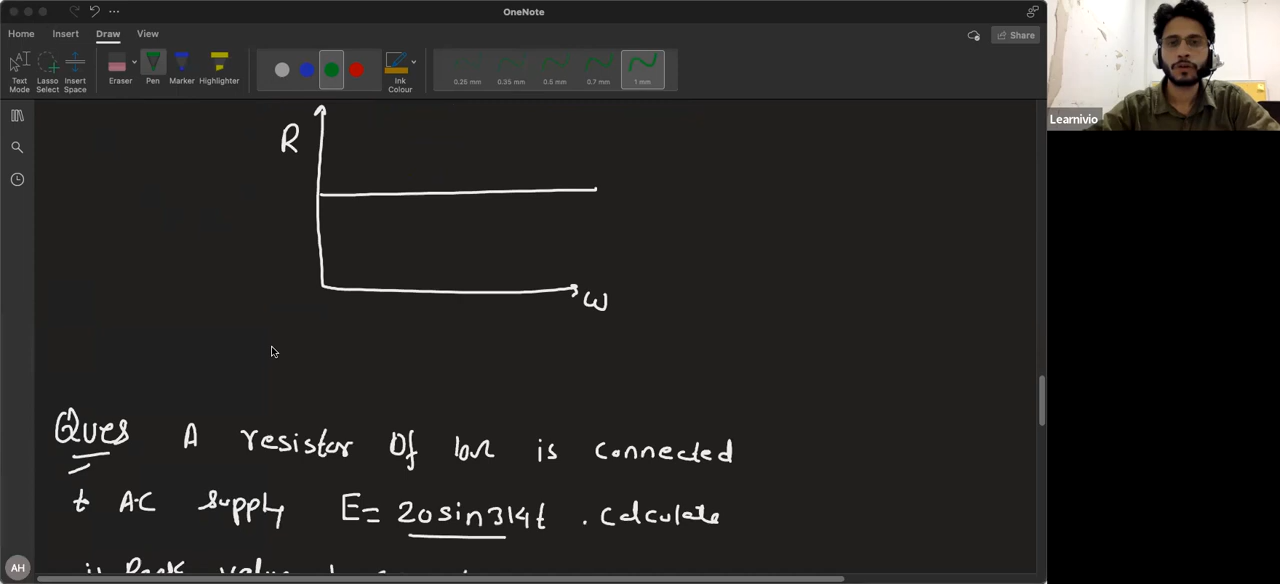 OneNote
Home Insert Draw View
Share
Text Mode
Lasso Select
Insert Space
Eraser
Pen
Marker
Highlighter
Ink Colour
0.25 mm
0.35 mm
0.5 mm
0.7 mm
1 mm
Learnivio
R
ω
Ques A resistor Of 10Ω is connected
t AC supply E= 20sin314t . Calculate
AH